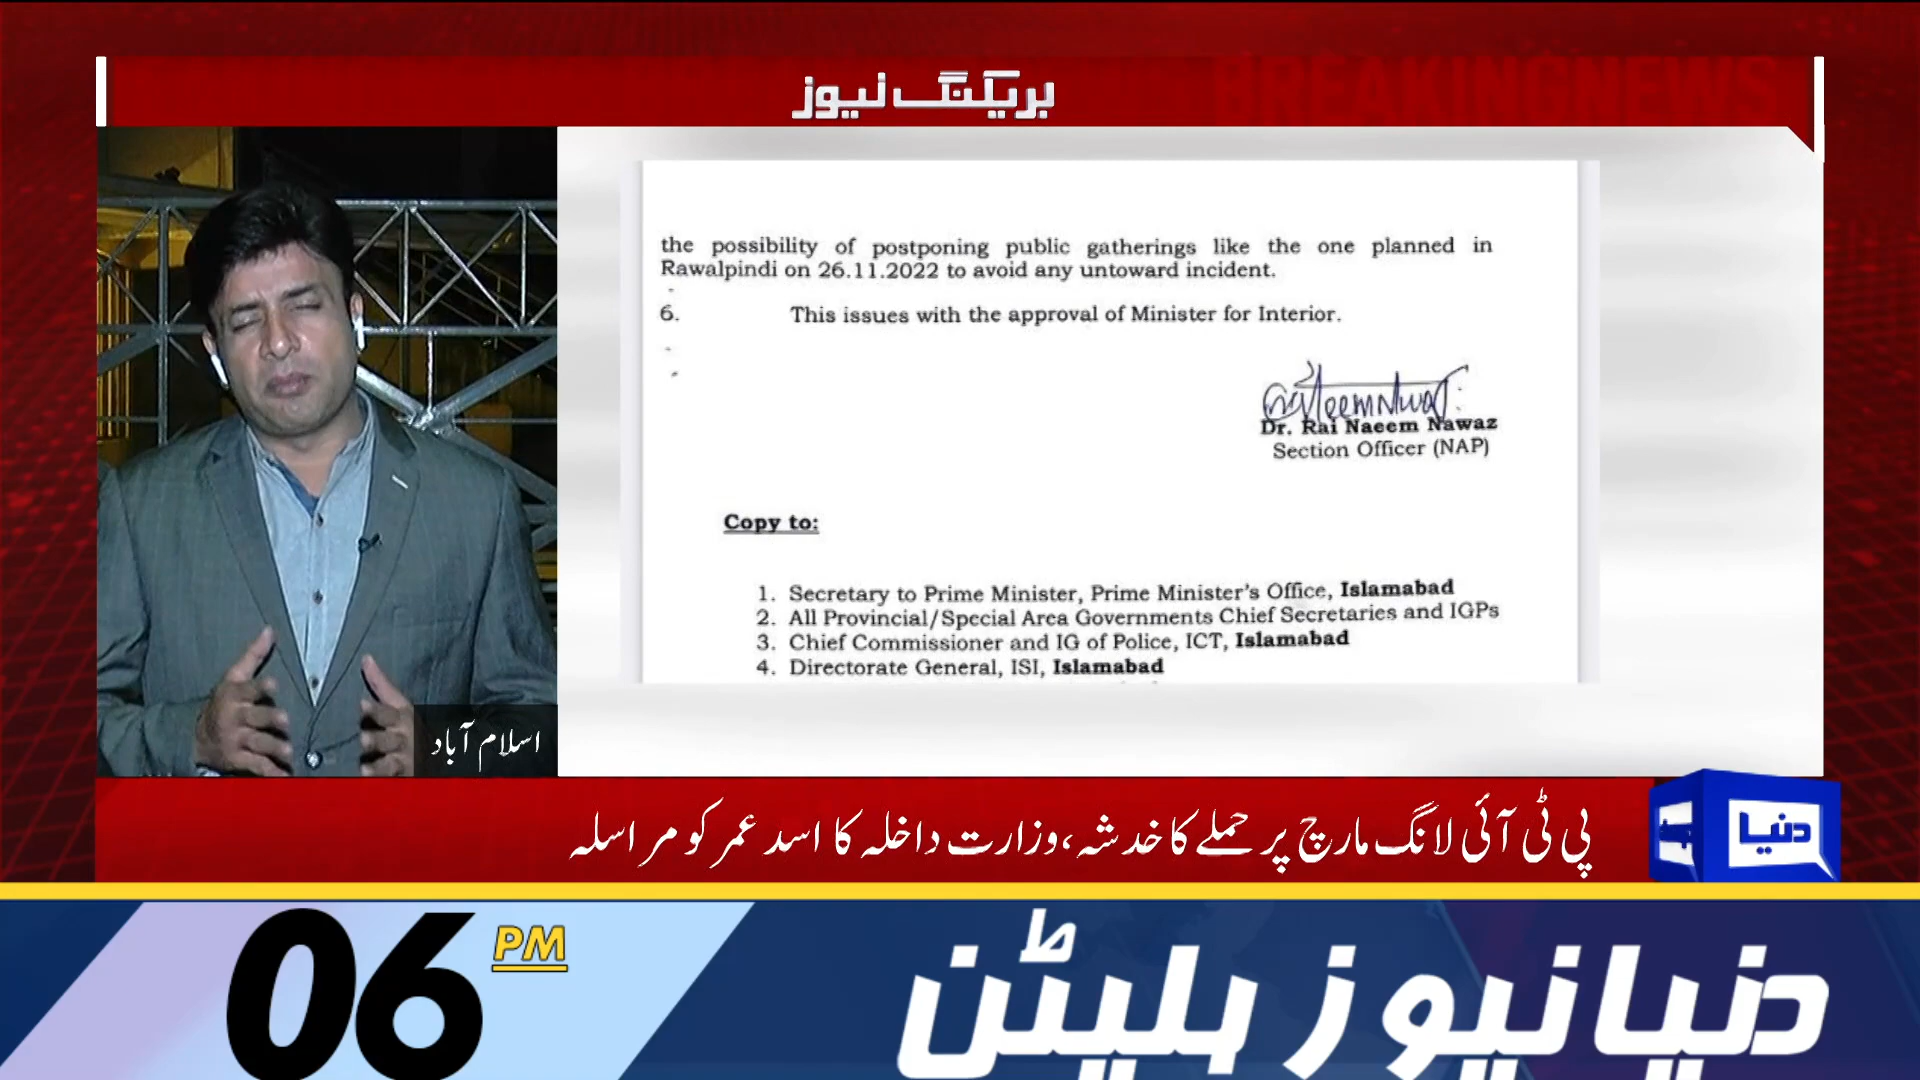 بریکنگ نیوز
BREAKINGNEWS
the possibility of postponing public gatherings like the one planned in
Rawalpindi on 26.11.2022 to avoid any untoward incident.
6. This issues with the approval of Minister for Interior.
Dr. Rai Naeem Nawaz
Section Officer (NAP)
Copy to:
1. Secretary to Prime Minister, Prime Minister's Office, Islamabad
2. All Provincial/Special Area Governments Chief Secretaries and IGPs
3. Chief Commissioner and IG of Police, ICT, Islamabad
4. Directorate General, ISI, Islamabad
اسلام آباد
پی ٹی آئی لانگ مارچ پر حملے کا خدشہ، وزارت داخلہ کا اسد عمر کو مراسلہ
دنیا
06 PM
دنیا نیوز بلیٹن